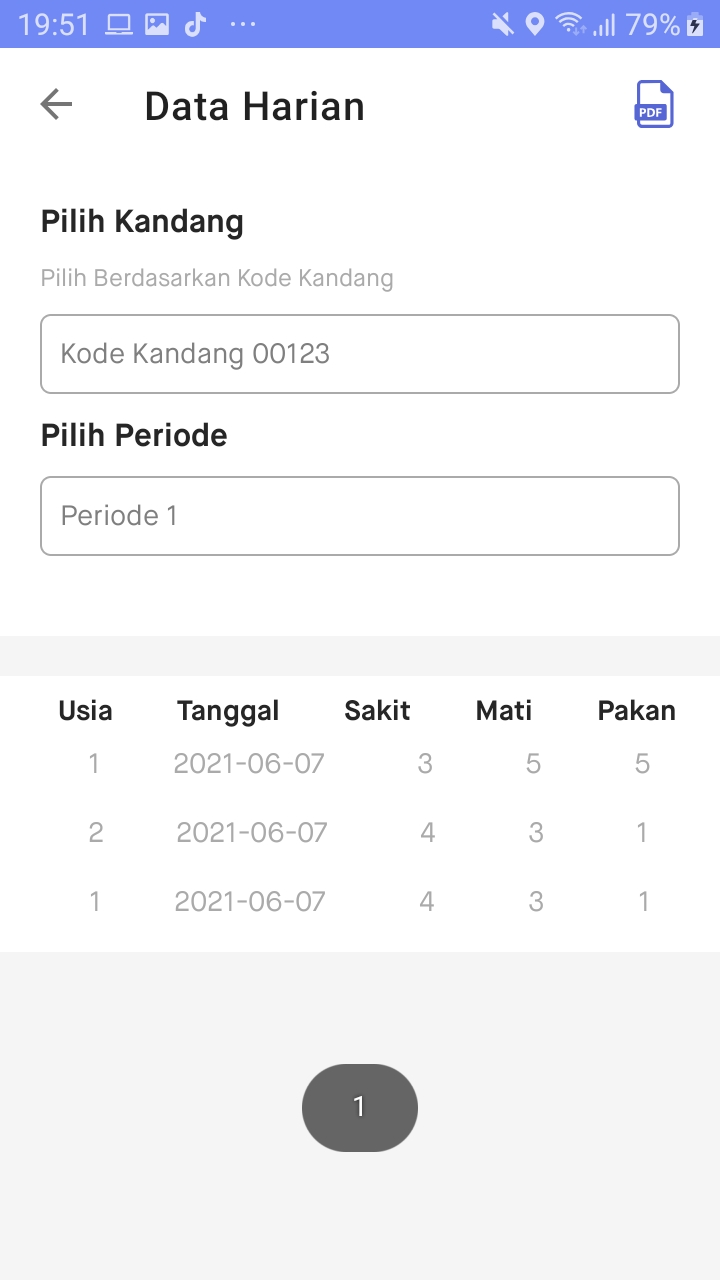 19:51 79%
Data Harian
PDF
Pilih Kandang
Pilih Berdasarkan Kode Kandang
Kode Kandang 00123
Pilih Periode
Periode 1
Usia Tanggal Sakit Mati Pakan
1 2021-06-07 3 5 5
2 2021-06-07 4 3 1
1 2021-06-07 4 3 1
1